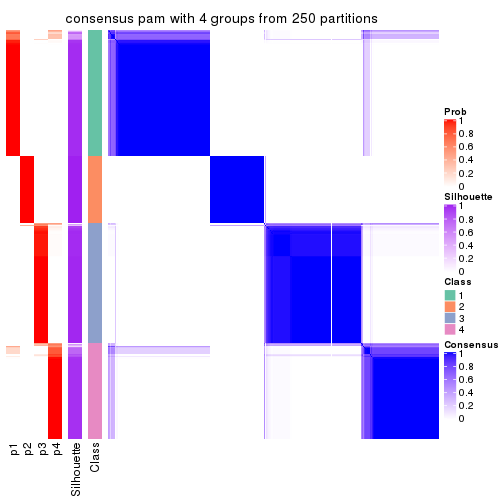 consensus pam with 4 groups from 250 partitions
Prob
1
0.8
0.6
0.4
0.2
0
Silhouette
1
0.8
0.6
0.4
0.2
0
Class
1
2
3
4
Consensus
1
0.8
0.6
0.4
0.2
0
p1
p2
p3
p4
Silhouette
Class